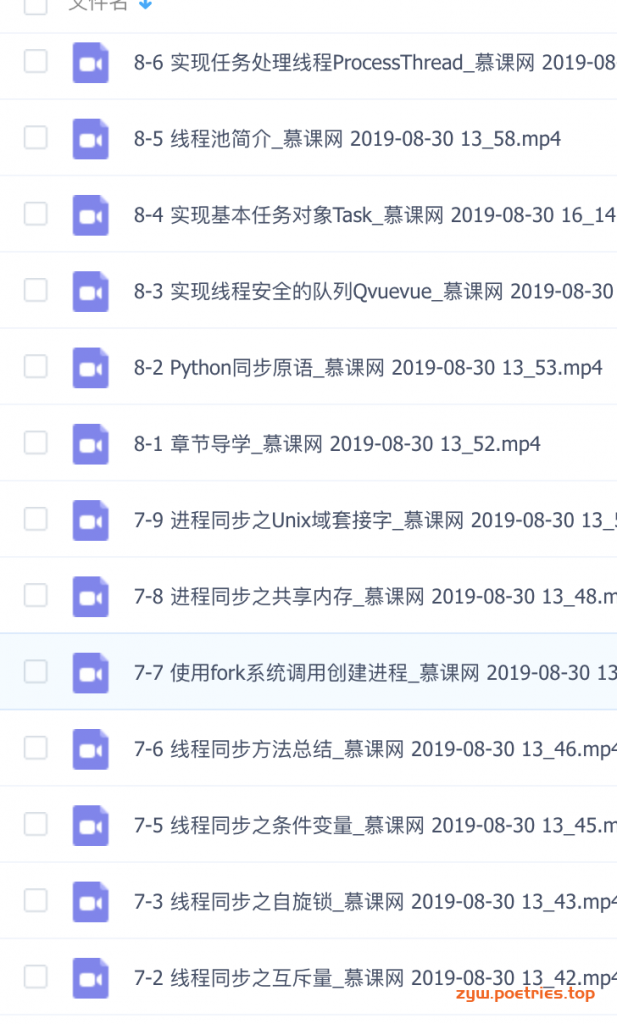 文件名
8-6 实现任务处理线程ProcessThread_慕课网 2019-08
8-5 线程池简介_慕课网 2019-08-30 13_58.mp4
8-4 实现基本任务对象Task_慕课网 2019-08-30 16_14
8-3 实现线程安全的队列Qvuevue_慕课网 2019-08-30
8-2 Python同步原语_慕课网 2019-08-30 13_53.mp4
8-1 章节导学_慕课网 2019-08-30 13_52.mp4
7-9 进程同步之Unix域套接字_慕课网 2019-08-30 13_5
7-8 进程同步之共享内存_慕课网 2019-08-30 13_48.m
7-7 使用fork系统调用创建进程_慕课网 2019-08-30 13
7-6 线程同步方法总结_慕课网 2019-08-30 13_46.mp4
7-5 线程同步之条件变量_慕课网 2019-08-30 13_45.m
7-3 线程同步之自旋锁_慕课网 2019-08-30 13_43.mp4
7-2 线程同步之互斥量_慕课网 2019-08-30 13_42.mp4
zyw.poetries.top